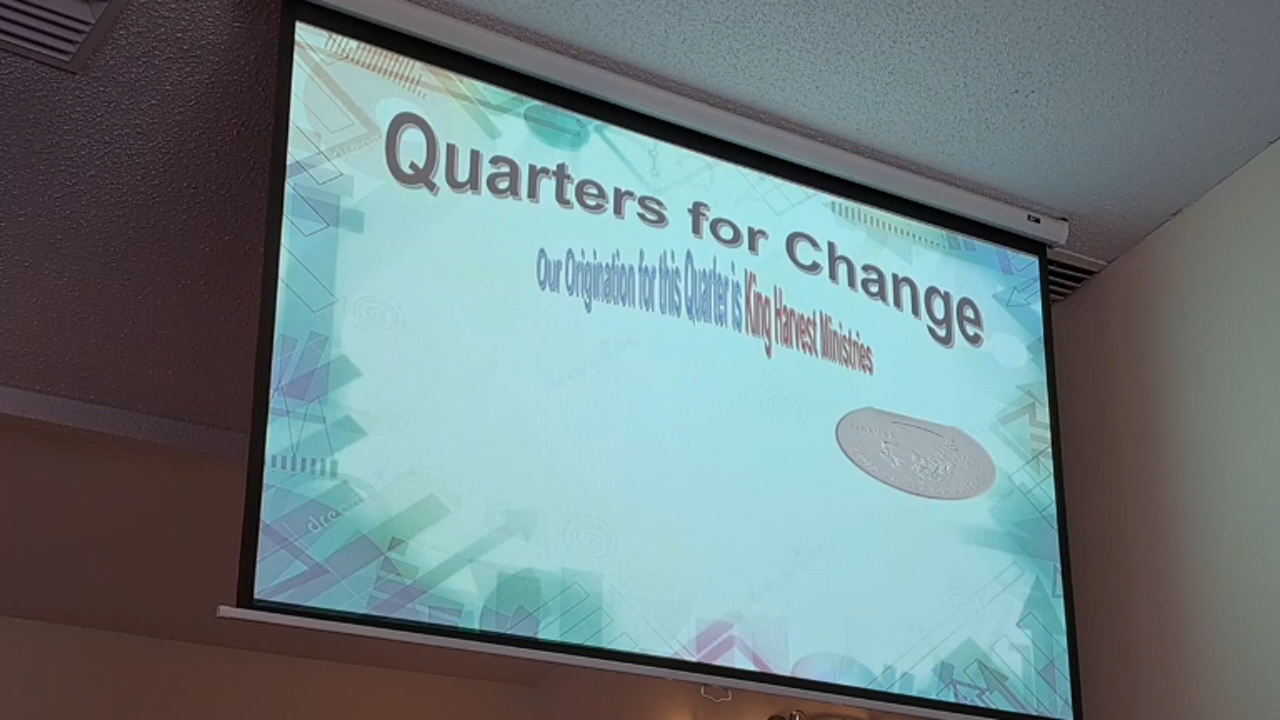 Quarters for Change
Our Origination for this Quarter is King Harvest Ministries